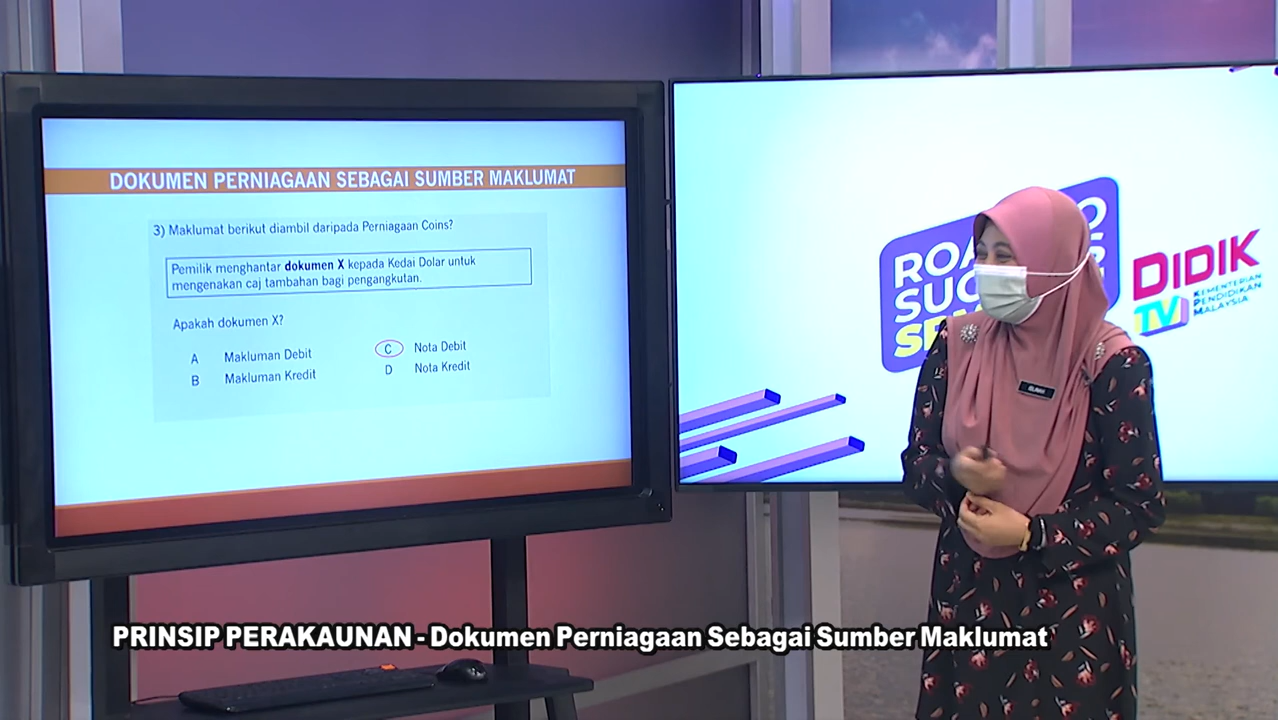 DOKUMEN PERNIAGAAN SEBAGAI SUMBER MAKLUMAT
3) Maklumat berikut diambil daripada Perniagaan Coins?
Pemilik menghantar dokumen X kepada Kedai Dolar untuk
mengenakan caj tambahan bagi pengangkutan.
Apakah dokumen X?
A Makluman Debit
B Makluman Kredit
C Nota Debit
D Nota Kredit
DIDIK
TV
KEMENTERIAN
PENDIDIKAN
MALAYSIA
PRINSIP PERAKAUNAN - Dokumen Perniagaan Sebagai Sumber Maklumat